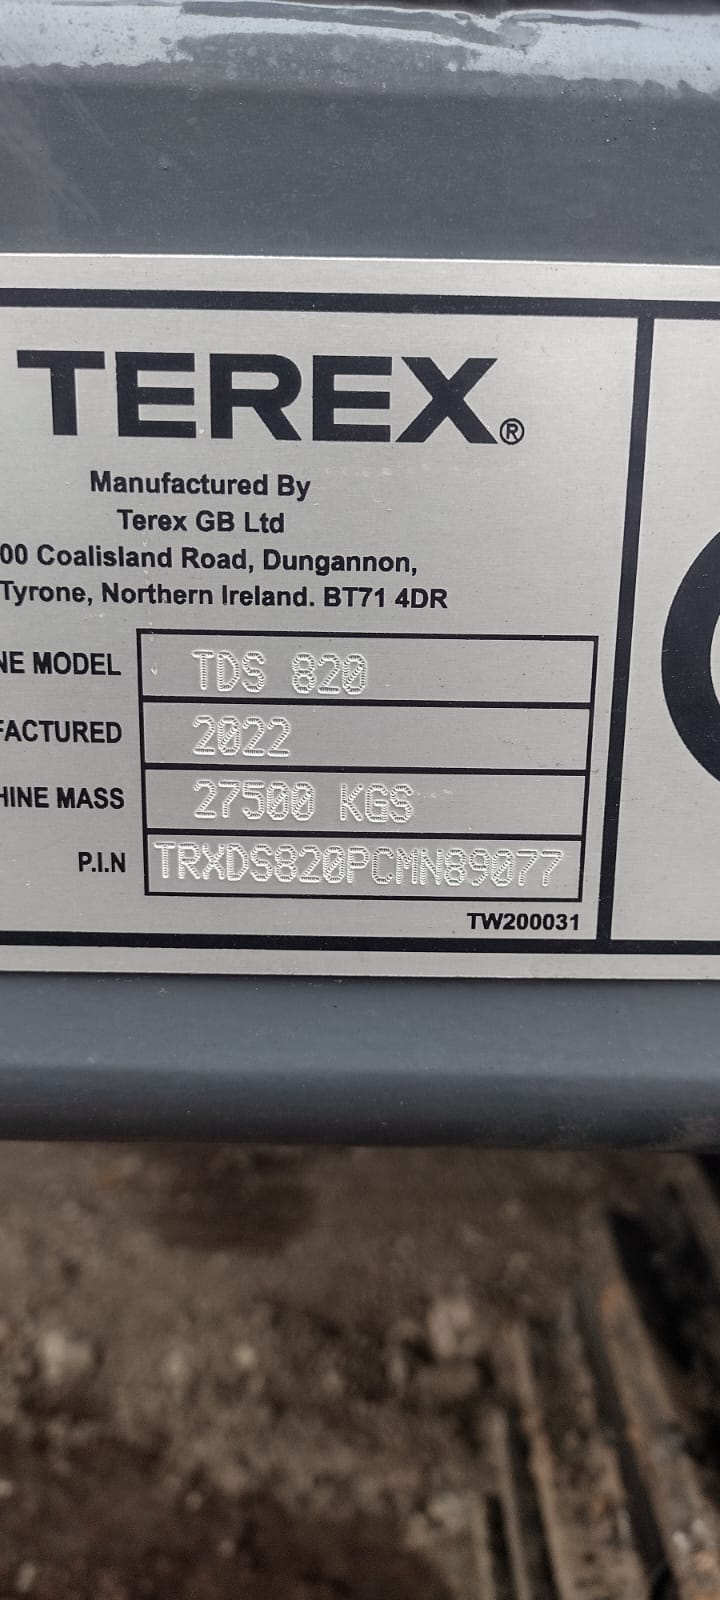 TEREX®
Manufactured By
Terex GB Ltd
00 Coalisland Road, Dungannon,
Tyrone, Northern Ireland. BT71 4DR
NE MODEL TDS 820
FACTURED 2022
HINE MASS 27500 KGS
P.I.N TRXDS820PCMN89077
TW200031